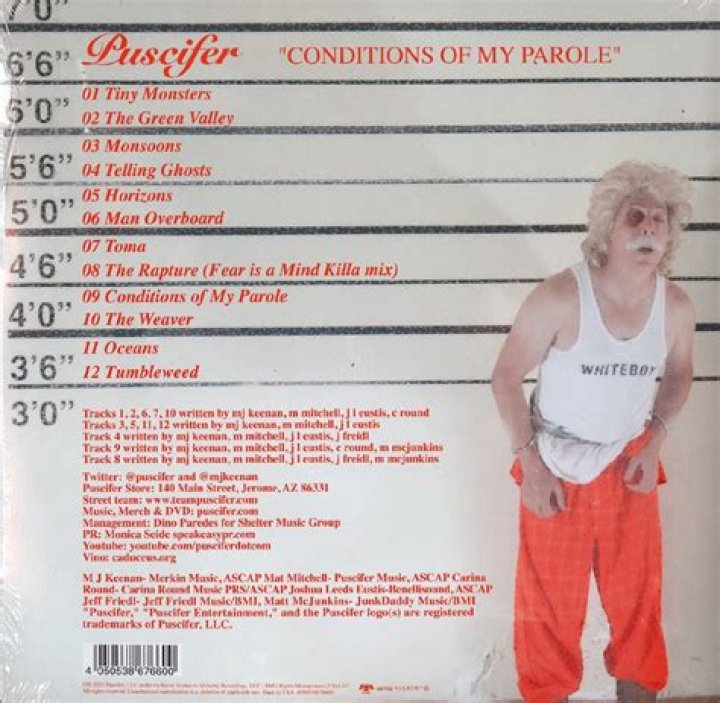 7'0"
6'6"
Puscifer "CONDITIONS OF MY PAROLE"
01 Tiny Monsters
6'0"
02 The Green Valley
03 Monsoons
5'6"
04 Telling Ghosts
05 Horizons
5'0"
06 Man Overboard
07 Toma
4'6"
08 The Rapture (Fear is a Mind Killa mix)
09 Conditions of My Parole
4'0"
10 The Weaver
11 Oceans
3'6"
12 Tumbleweed
3'0"
WHITEBOY
Tracks 1, 2, 6, 7, 10 written by mj keenan, m mitchell, j l eustis, c round
Tracks 3, 5, 11, 12 written by mj keenan, m mitchell, j l eustis
Track 4 written by mj keenan, m mitchell, j l eustis, j freidl
Track 9 written by mj keenan, m mitchell, j l eustis, c round, m mcjunkins
Track 8 written by mj keenan, m mitchell, j l eustis, j freidl, m mcjunkins
Twitter: @puscifer and @mjkeenan
Puscifer Store: 140 Main Street, Jerome, AZ 86331
Street team: www.teampuscifer.com
Music, Merch & DVD: puscifer.com
Management: Dino Paredes for Shelter Music Group
PR: Monica Seide speakeasypr.com
Youtube: youtube.com/pusciferdotcom
Vino: caduceus.org
M J Keenan- Merkin Music, ASCAP Mat Mitchell- Puscifer Music, ASCAP Carina
Round- Carina Round Music PRS/ASCAP Joshua Leeds Eustis-Benelliswand, ASCAP
Jeff Friedl- Jeff Friedl Music/BMI, Matt McJunkins- JunkDaddy Music/BMI
"Puscifer," "Puscifer Entertainment," and the Puscifer logo(s) are registered
trademarks of Puscifer, LLC.
4 050538 676600